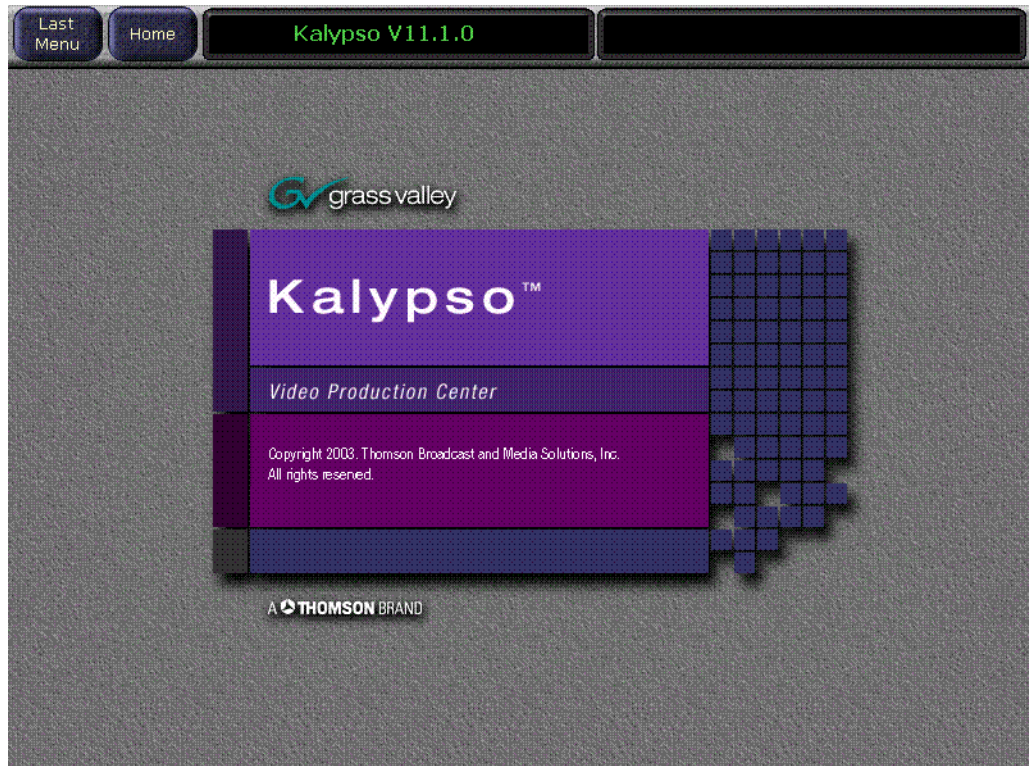 Last
Menu
Home
Kalypso V11.1.0
GV grass valley
Kalypso™
Video Production Center
Copyright 2003. Thomson Broadcast and Media Solutions, Inc.
All rights reserved.
A THOMSON BRAND